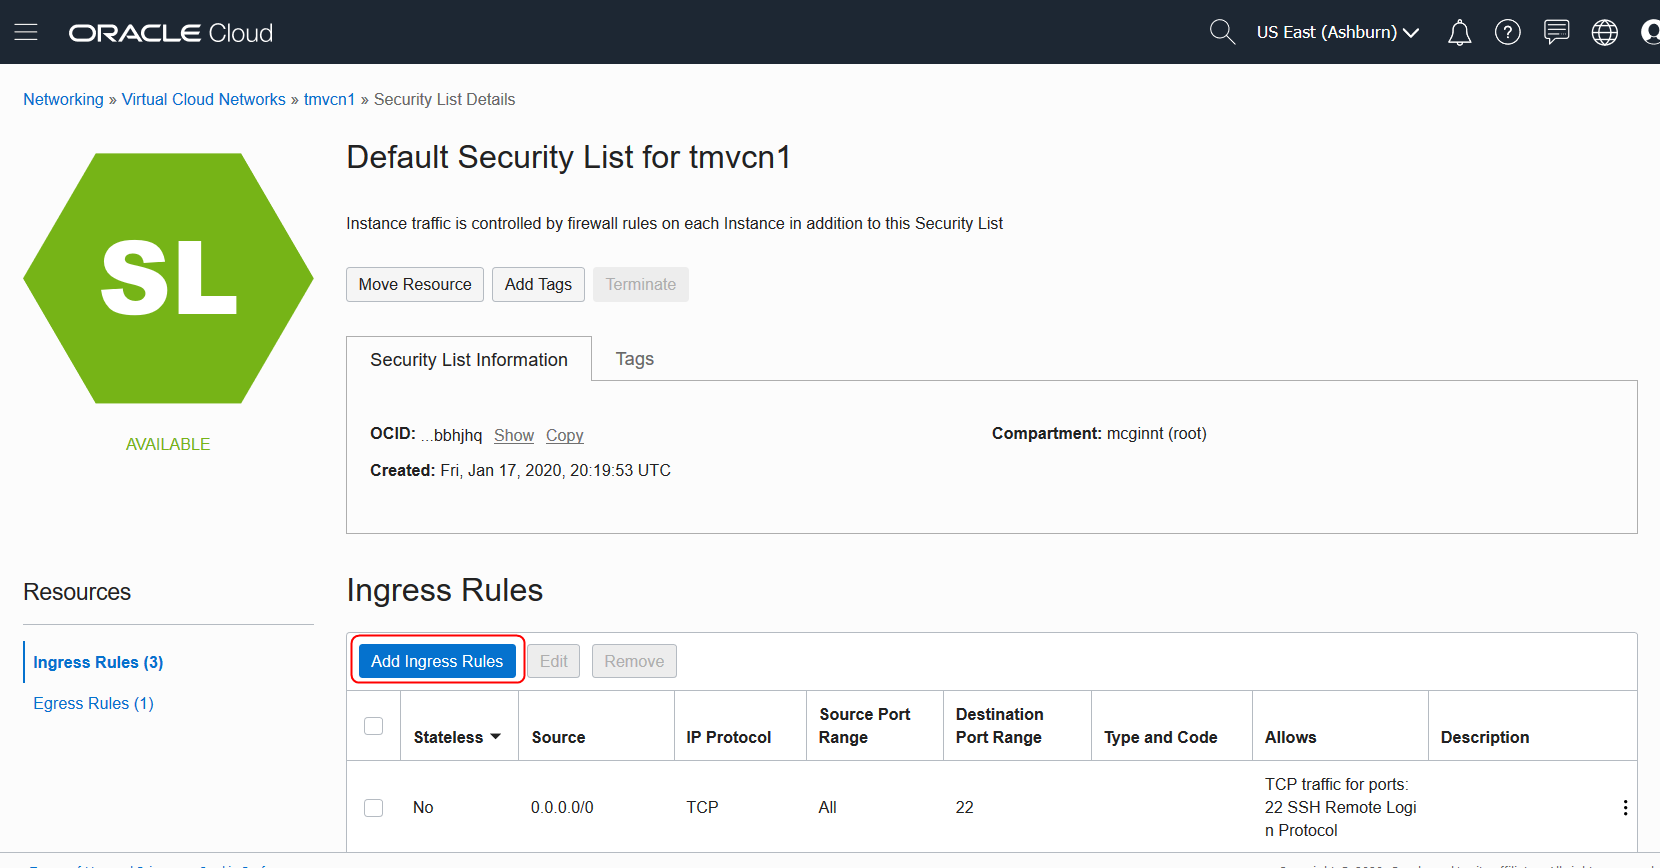 ORACLE Cloud
US East (Ashburn)
Networking » Virtual Cloud Networks » tmvcn1 » Security List Details
SL
AVAILABLE
Default Security List for tmvcn1
Instance traffic is controlled by firewall rules on each Instance in addition to this Security List
Move Resource
Add Tags
Terminate
Security List Information
Tags
OCID: ...bbhjhq Show Copy
Compartment: mcginnt (root)
Created: Fri, Jan 17, 2020, 20:19:53 UTC
Resources
Ingress Rules (3)
Egress Rules (1)
Ingress Rules
Add Ingress Rules
Edit
Remove
Stateless
Source
IP Protocol
Source Port
Range
Destination
Port Range
Type and Code
Allows
Description
No
0.0.0.0/0
TCP
All
22
TCP traffic for ports:
22 SSH Remote Logi
n Protocol